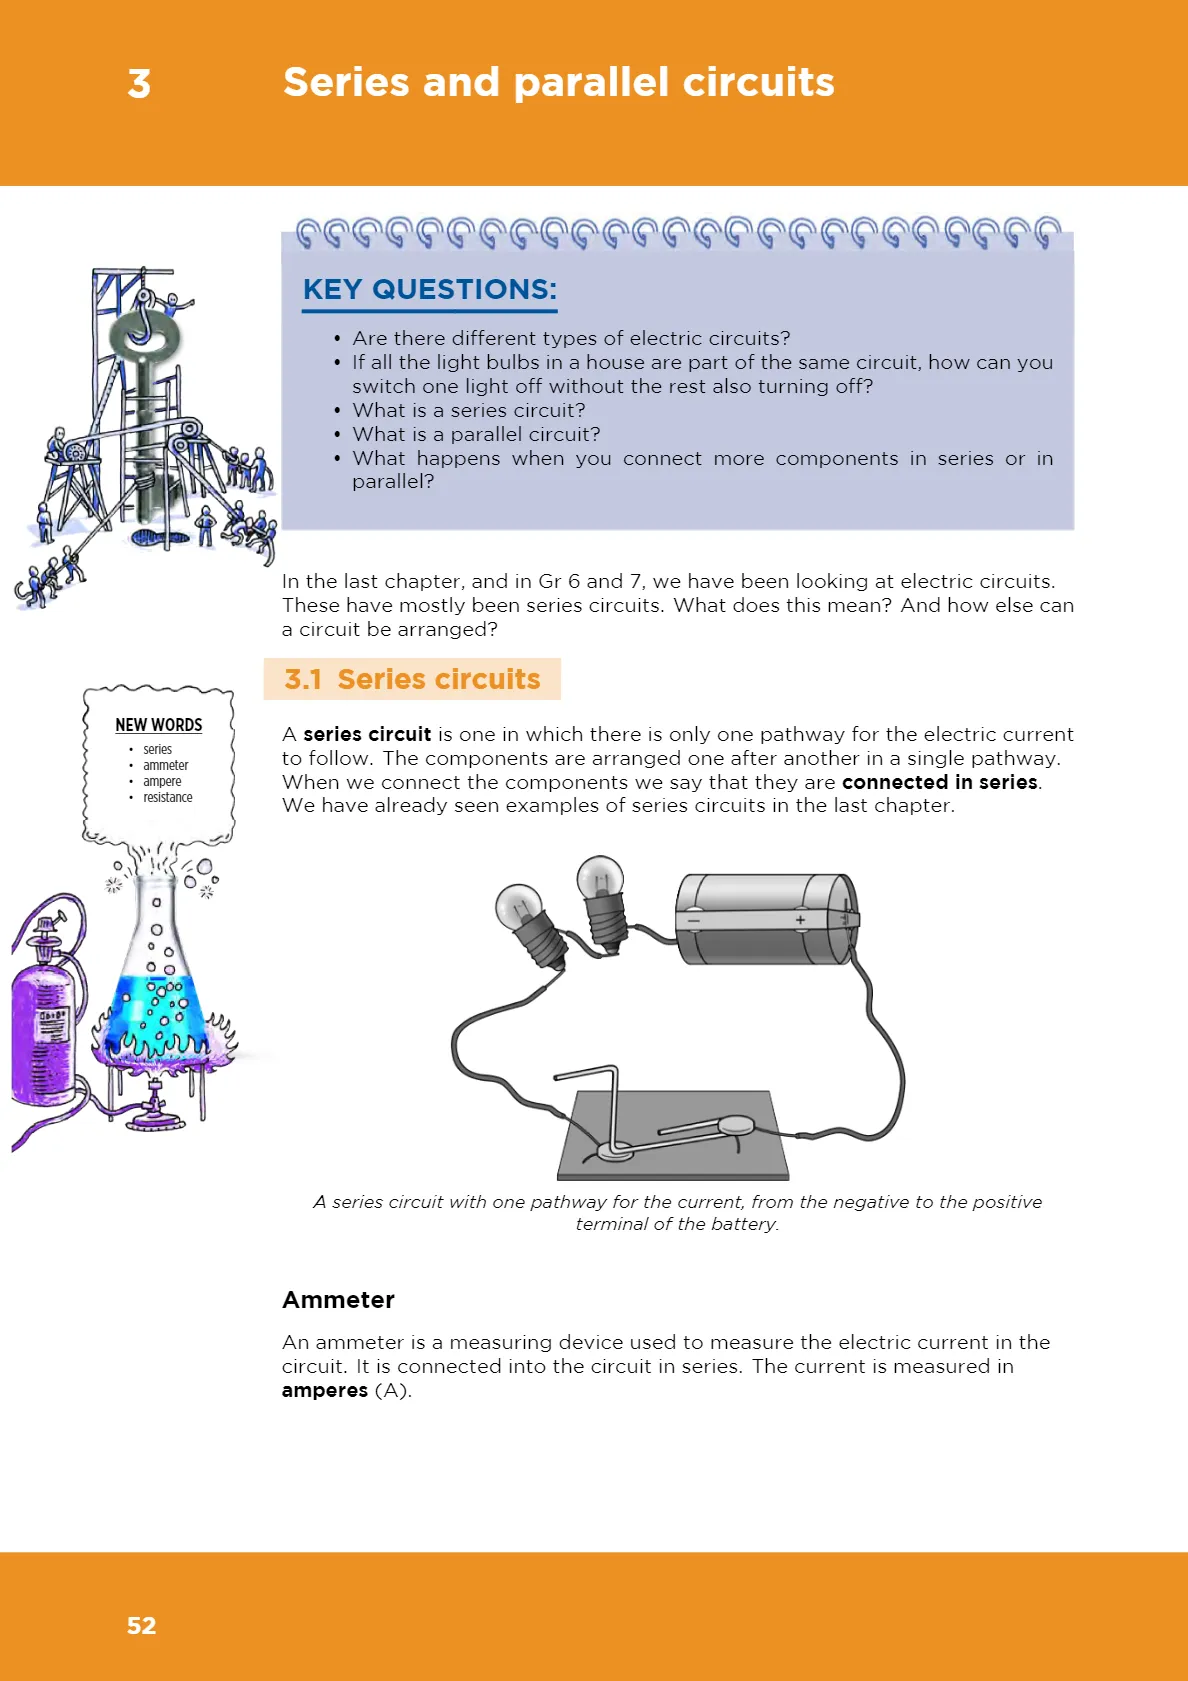 3
Series and parallel circuits
KEY QUESTIONS:
• Are there different types of electric circuits?
• If all the light bulbs in a house are part of the same circuit, how can you
switch one light off without the rest also turning off?
• What is a series circuit?
• What is a parallel circuit?
• What happens when you connect more components in series or in
parallel?
In the last chapter, and in Gr 6 and 7, we have been looking at electric circuits.
These have mostly been series circuits. What does this mean? And how else can
a circuit be arranged?
3.1 Series circuits
NEW WORDS
• series
• ammeter
• ampere
• resistance
A series circuit is one in which there is only one pathway for the electric current
to follow. The components are arranged one after another in a single pathway.
When we connect the components we say that they are connected in series.
We have already seen examples of series circuits in the last chapter.
− +
A series circuit with one pathway for the current, from the negative to the positive
terminal of the battery.
Ammeter
An ammeter is a measuring device used to measure the electric current in the
circuit. It is connected into the circuit in series. The current is measured in
amperes (A).
52